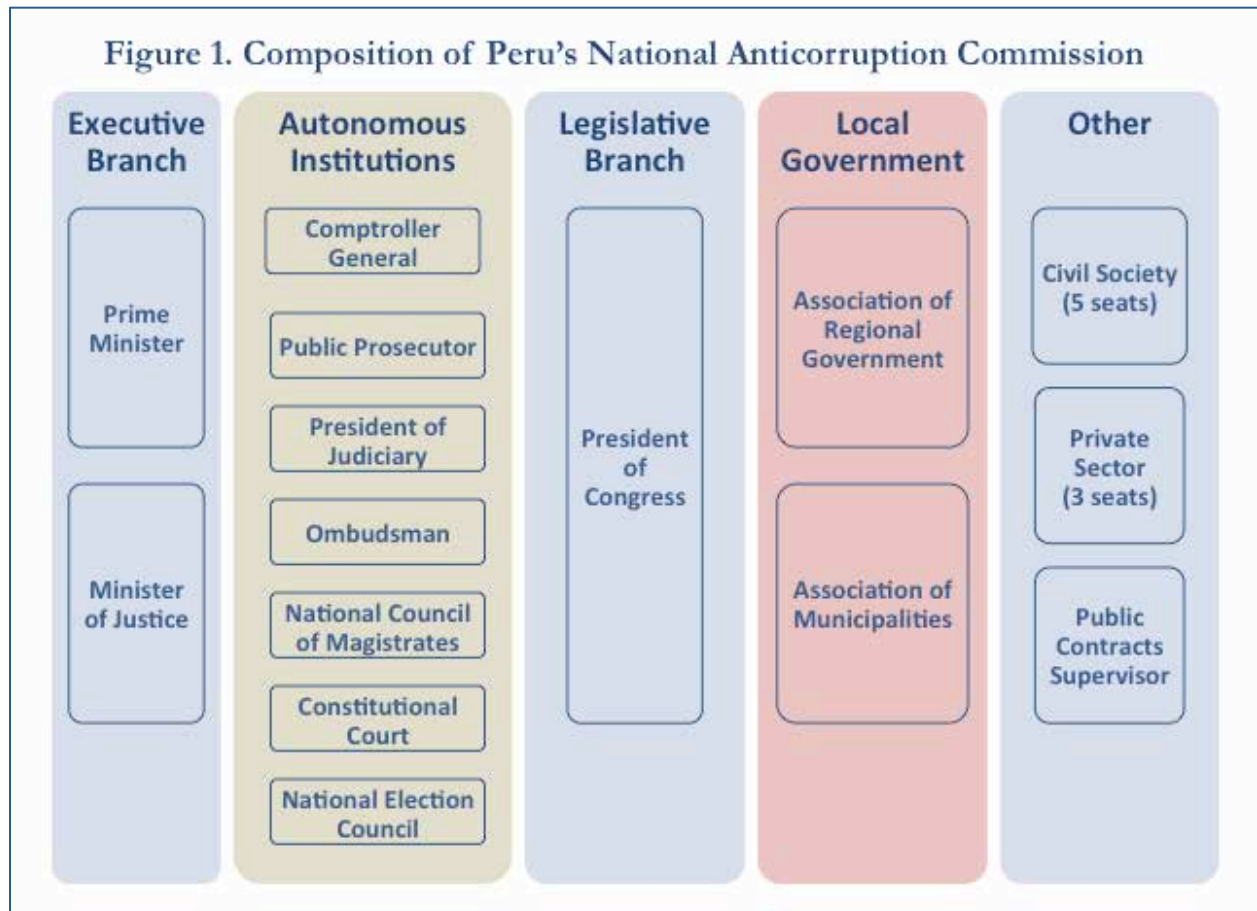 Figure 1. Composition of Peru's National Anticorruption Commission
Executive
Branch
Prime
Minister
Minister
of Justice
Autonomous
Institutions
Comptroller
General
Public Prosecutor
President of
Judiciary
Ombudsman
National Council
of Magistrates
Constitutional
Court
National Election
Council
Legislative
Branch
President
of
Congress
Local
Government
Association of
Regional
Government
Association of
Municipalities
Other
Civil Society
(5 seats)
Private
Sector
(3 seats)
Public
Contracts
Supervisor